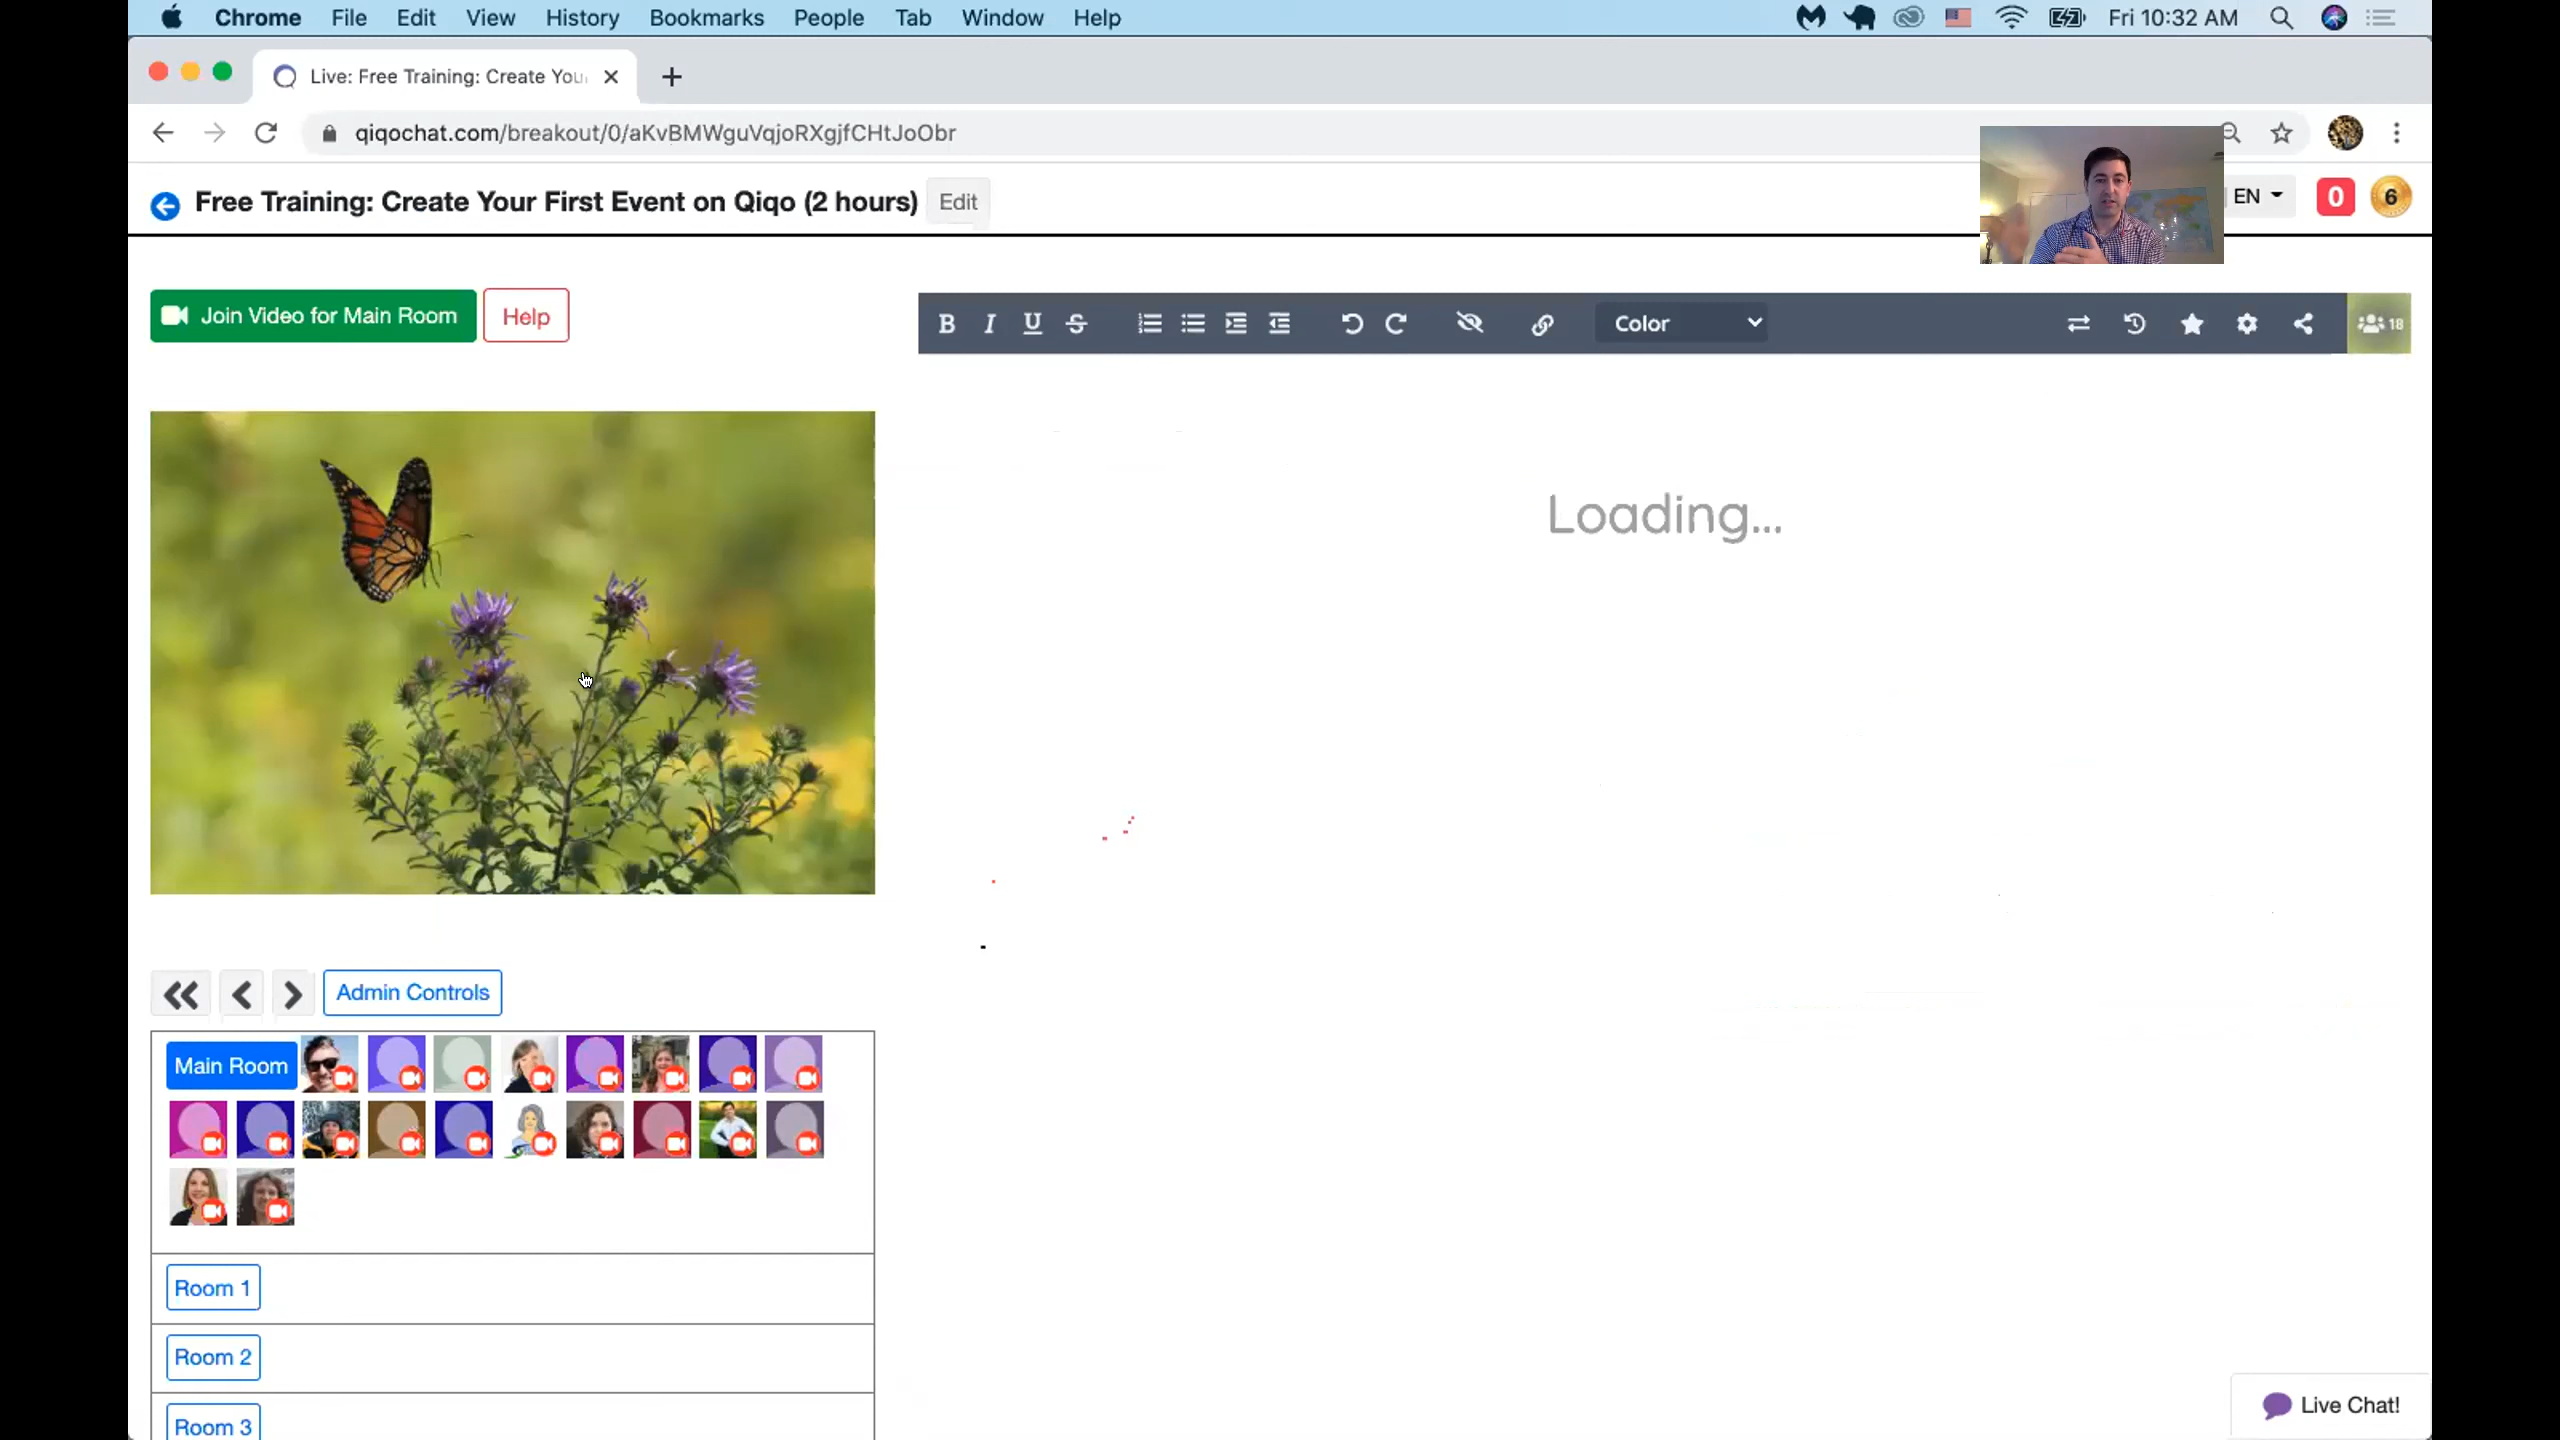 Chrome File Edit View History Bookmarks People Tab Window Help Fri 10:32 AM
Live: Free Training: Create You
qiqochat.com/breakout/0/aKvBMWguVqjoRXgjfCHtJoObr
Free Training: Create Your First Event on Qiqo (2 hours) Edit EN 0 6
Join Video for Main Room Help
B I U S Color 18
Loading...
Admin Controls
Main Room
Room 1
Room 2
Room 3
Live Chat!